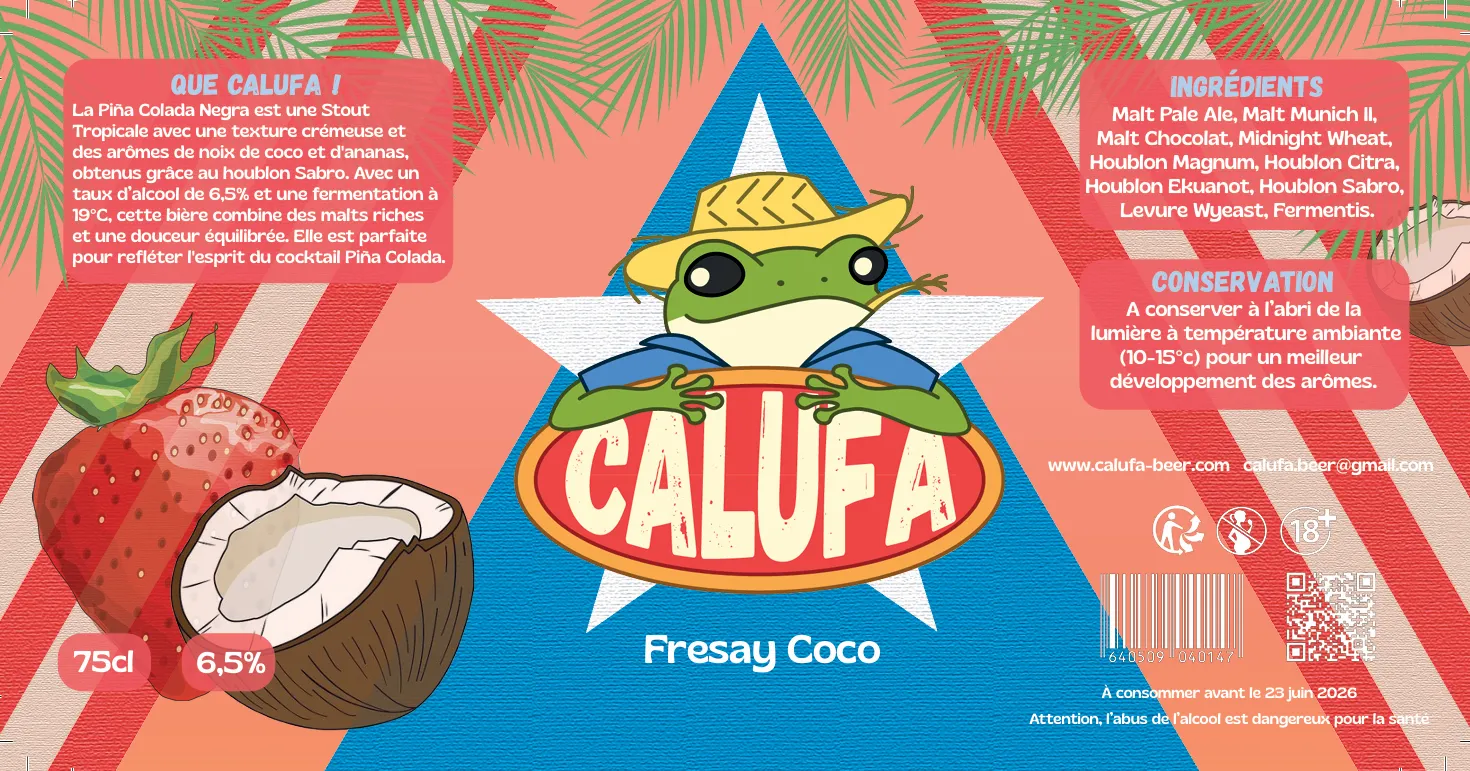 QUE CALUFA !
La Piña Colada Negra est une Stout
Tropicale avec une texture crémeuse et
des arômes de noix de coco et d'ananas,
obtenus grâce au houblon Sabro. Avec un
taux d'alcool de 6,5% et une fermentation à
19°C, cette bière combine des malts riches
et une douceur équilibrée. Elle est parfaite
pour refléter l'esprit du cocktail Piña Colada.
75cl
6,5%
CALUFA
Fresay Coco
INGRÉDIENTS
Malt Pale Ale, Malt Munich II,
Malt Chocolat, Midnight Wheat,
Houblon Magnum, Houblon Citra,
Houblon Ekuanot, Houblon Sabro,
Levure Wyeast, Fermentis.
CONSERVATION
A conserver à l'abri de la
lumière à température ambiante
(10-15°c) pour un meilleur
développement des arômes.
www.calufa-beer.com calufa.beer@gmail.com
18+
640509 040147
À consommer avant le 23 juin 2026
Attention, l'abus de l'alcool est dangereux pour la santé